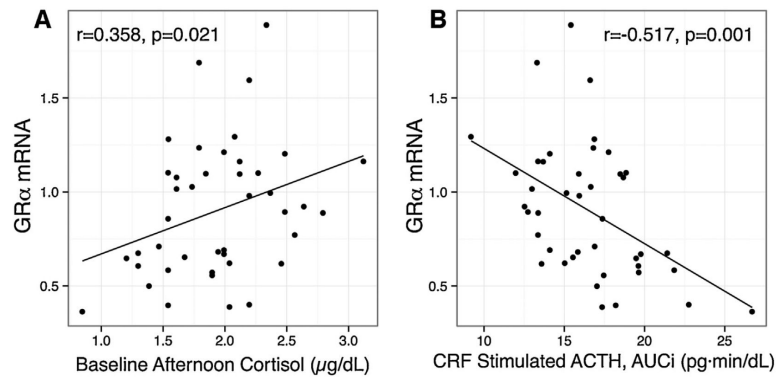 A
B
r=0.358, p=0.021
r=-0.517, p=0.001
GRα mRNA
1.5
1.0
0.5
1.0 1.5 2.0 2.5 3.0
Baseline Afternoon Cortisol (µg/dL)
GRα mRNA
1.5
1.0
0.5
10 15 20 25
CRF Stimulated ACTH, AUCi (pg·min/dL)